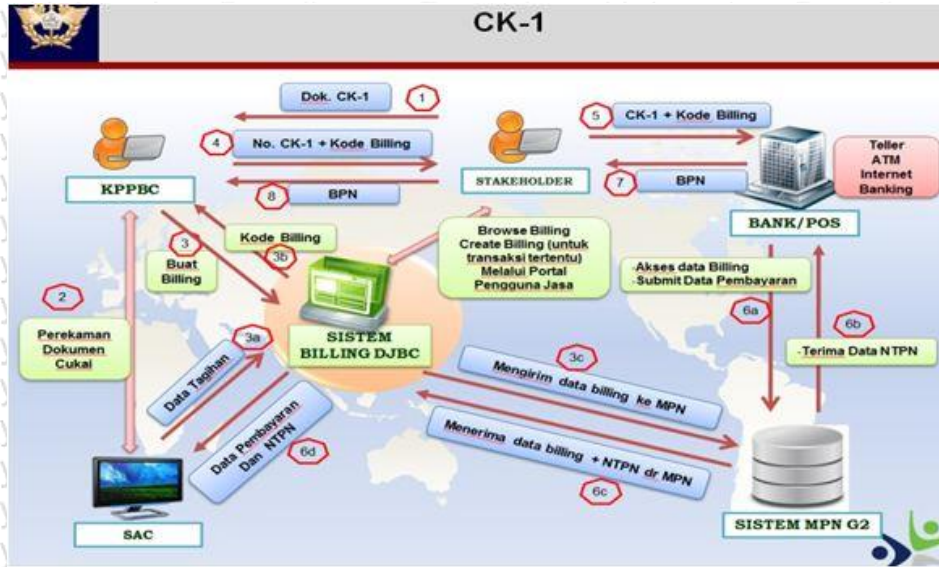 CK-1
Dok. CK-1
1
5
CK-1 + Kode Billing
4
No. CK-1 + Kode Billing
Teller
ATM
Internet
Banking
KPPBC
8
BPN
STAKEHOLDER
7
BPN
BANK/POS
3
Buat
Billing
Kode Billing
3b
Browse Billing
Create Billing (untuk
transaksi tertentu)
Melalui Portal
Pengguna Jasa
-Akses data Billing
-Submit Data Pembayaran
6a
6b
-Terima Data NTPN
2
Perekaman
Dokumen
Cukai
3a
Data Tagihan
SISTEM
BILLING DJBC
3c
Mengirim data billing ke MPN
Menerima data billing + NTPN dr MPN
6c
Data Pembayaran
Dan NTPN
6d
SAC
SISTEM MPN G2